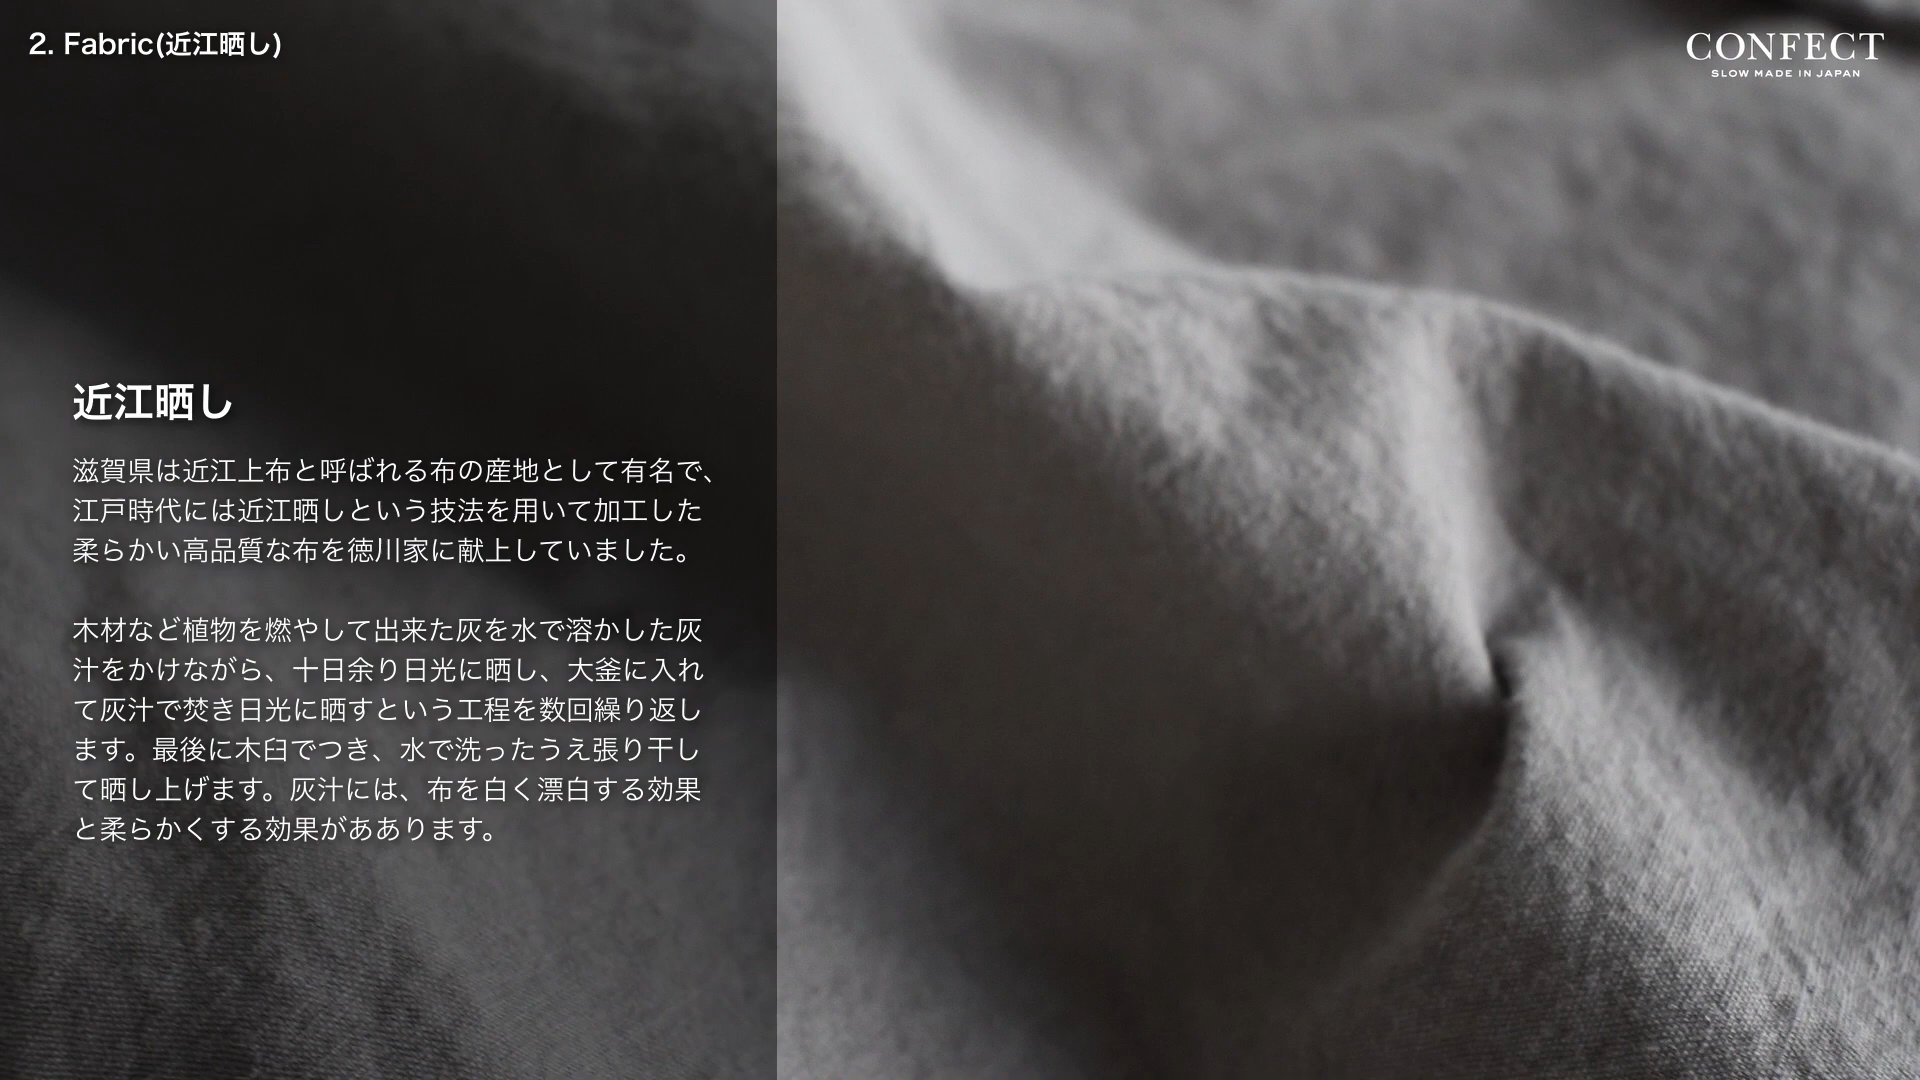 2. Fabric(近江晒し)
CONFECT
SLOW MADE IN JAPAN
近江晒し
滋賀県は近江上布と呼ばれる布の産地として有名で、
江戸時代には近江晒しという技法を用いて加工した
柔らかい高品質な布を徳川家に献上していました。
木材など植物を燃やして出来た灰を水で溶かした灰
汁をかけながら、十日余り日光に晒し、大釜に入れ
て灰汁で焚き日光に晒すという工程を数回繰り返し
ます。最後に木臼でつき、水で洗ったうえ張り干し
て晒し上げます。灰汁には、布を白く漂白する効果
と柔らかくする効果がああります。